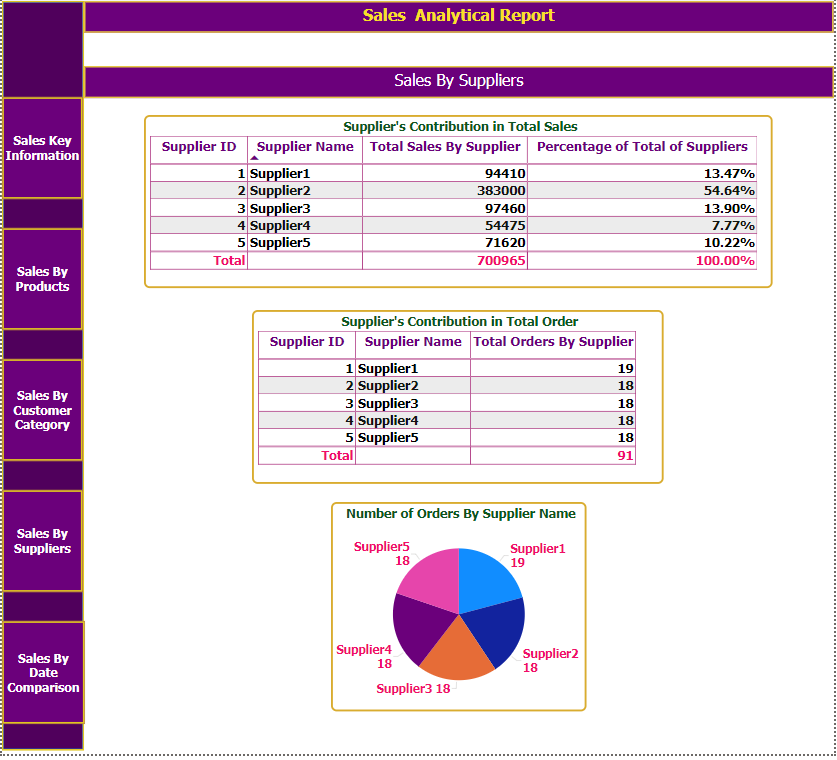 Sales  Analytical Report
Sales By Suppliers
Sales Key
Information
Sales By
Products
Sales By
Customer
Category
Sales By
Suppliers
Sales By
Date
Comparison
Supplier's Contribution in Total Sales
Supplier ID Supplier Name Total Sales By Supplier Percentage of Total of Suppliers
1 Supplier1 94410 13.47%
2 Supplier2 383000 54.64%
3 Supplier3 97460 13.90%
4 Supplier4 54475 7.77%
5 Supplier5 71620 10.22%
Total 700965 100.00%
Supplier's Contribution in Total Order
Supplier ID Supplier Name Total Orders By Supplier
1 Supplier1 19
2 Supplier2 18
3 Supplier3 18
4 Supplier4 18
5 Supplier5 18
Total 91
Number of Orders By Supplier Name
Supplier5
18
Supplier1
19
Supplier4
18
Supplier2
18
Supplier3 18